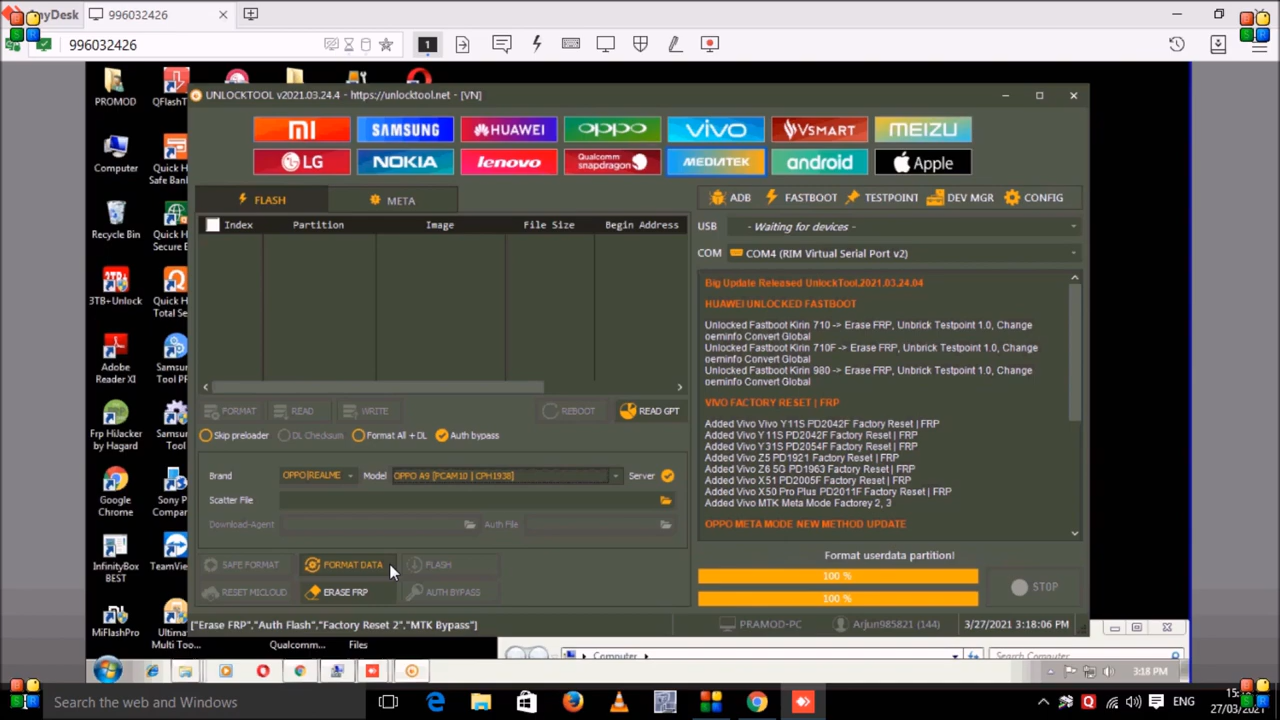 AnyDesk
996032426
996032426
1
UNLOCKTOOL v2021.03.24.4 - https://unlocktool.net - [VN]
PROMOD
QFlashT
MI
SAMSUNG
HUAWEI
OPPO
VIVO
VSMART
MEIZU
LG
NOKIA
lenovo
Qualcomm snapdragon
MEDIATEK
android
Apple
Computer
Quick H
Safe Ban
FLASH
META
ADB
FASTBOOT
TESTPOINT
DEV MGR
CONFIG
Index
Partition
Image
File Size
Begin Address
USB
- Waiting for devices -
Recycle Bin
Quick H
Secure E
COM
COM4 (RIM Virtual Serial Port v2)
3TB+Unlock
Quick H
Total Se
Big Update Released UnlockTool.2021.03.24.04
HUAWEI UNLOCKED FASTBOOT
Unlocked Fastboot Kirin 710 -> Erase FRP, Unbrick Testpoint 1.0, Change
oeminfo Convert Global
Unlocked Fastboot Kirin 710F -> Erase FRP, Unbrick Testpoint 1.0, Change
oeminfo Convert Global
Unlocked Fastboot Kirin 980 -> Erase FRP, Unbrick Testpoint 1.0, Change
oeminfo Convert Global
VIVO FACTORY RESET | FRP
Added Vivo Vivo Y11S PD2042F Factory Reset | FRP
Added Vivo Y11S PD2042F Factory Reset | FRP
Added Vivo Y31S PD2054F Factory Reset | FRP
Added Vivo Z5 PD1921 Factory Reset | FRP
Added Vivo Z6 5G PD1963 Factory Reset | FRP
Added Vivo X51 PD2005F Factory Reset | FRP
Added Vivo X50 Pro Plus PD2011F Factory Reset | FRP
Added Vivo MTK Meta Mode Factorey 2, 3
OPPO META MODE NEW METHOD UPDATE
Adobe
Reader XI
Samsun
Tool PF
FORMAT
READ
WRITE
REBOOT
READ GPT
Frp HiJacker
by Hagard
Samsu
Tool
Skip preloader
DL Checksum
Format All + DL
Auth bypass
Brand
OPPO|REALME
Model
OPPO A9 [PCAM10 | CPH1938]
Server
Google
Chrome
Sony P
Compan
Scatter File
Download-Agent
Auth File
InfinityBox
BEST
TeamVie
SAFE FORMAT
FORMAT DATA
FLASH
RESET MICLOUD
ERASE FRP
AUTH BYPASS
Format userdata partition!
100 %
100 %
STOP
MiFlashPro
Ultima
Multi Too...
Qualcomm...
Files
["Erase FRP","Auth Flash","Factory Reset 2","MTK Bypass"]
PRAMOD-PC
Arjun985821 (144)
3/27/2021 3:18:06 PM
Computer
Search Computer
3:18 PM
Search the web and Windows
ENG
15:
27/03/202